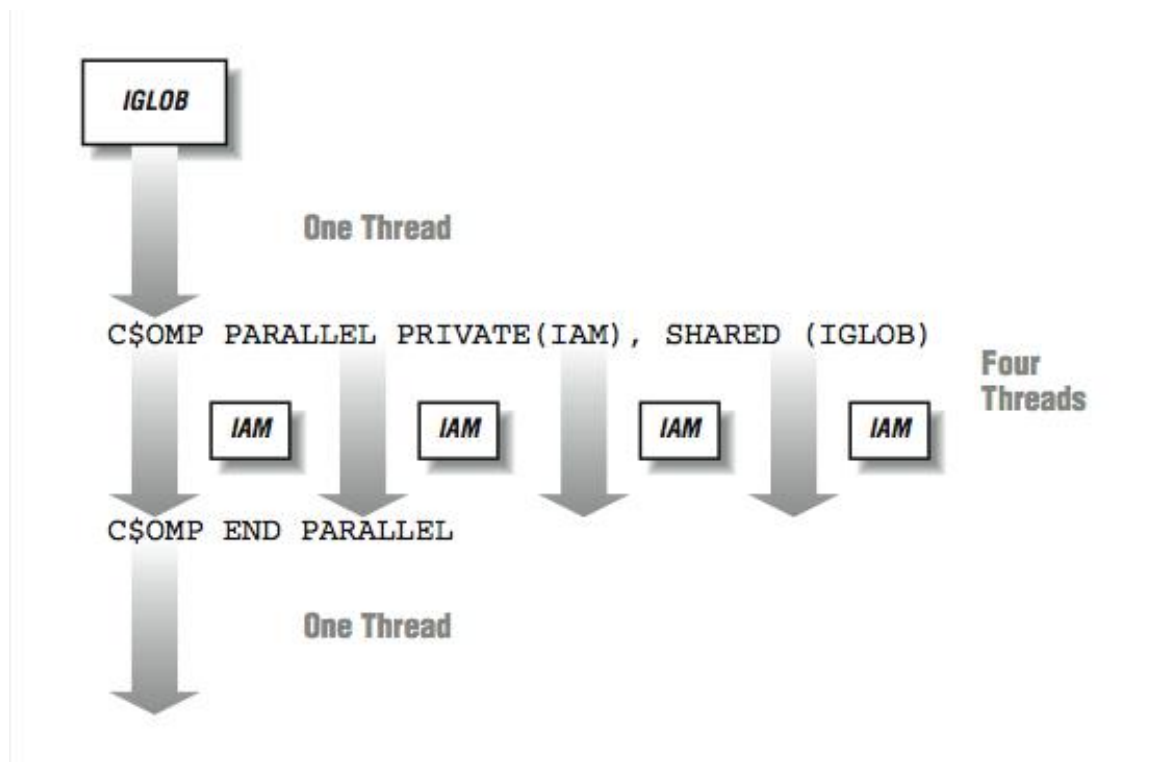 IGLOB
One Thread
C$OMP PARALLEL PRIVATE(IAM), SHARED (IGLOB)
Four
Threads
IAM
IAM
IAM
IAM
C$OMP END PARALLEL
One Thread